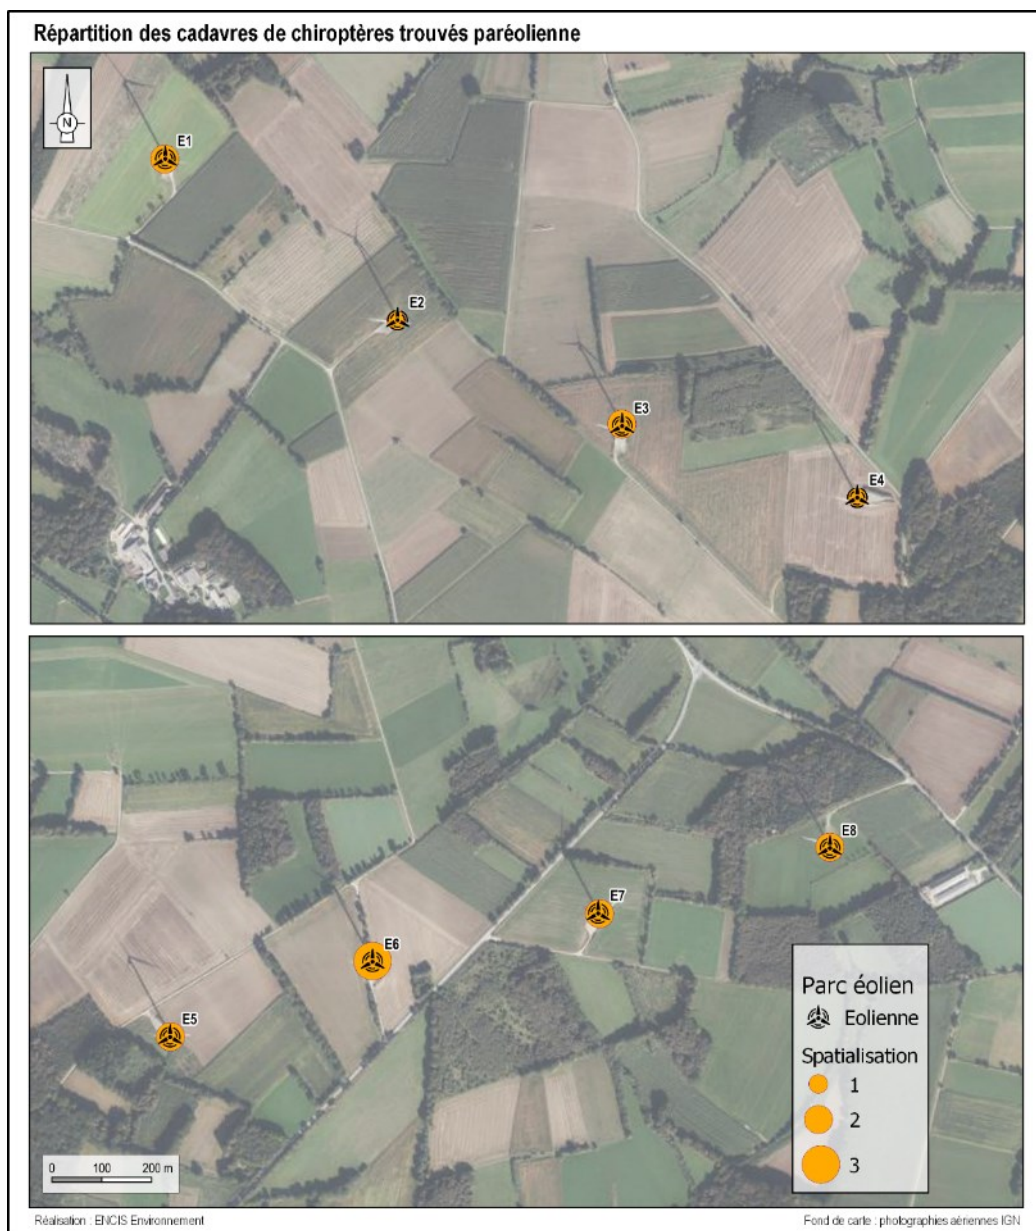 Répartition des cadavres de chiroptères trouvés paréolienne
N
E1
E2
E3
E4
E5
E6
E7
E8
Parc éolien
Eolienne
Spatialisation
1
2
3
0 100 200 m
Réalisation : ENCIS Environnement
Fond de carte : photographies aériennes IGN